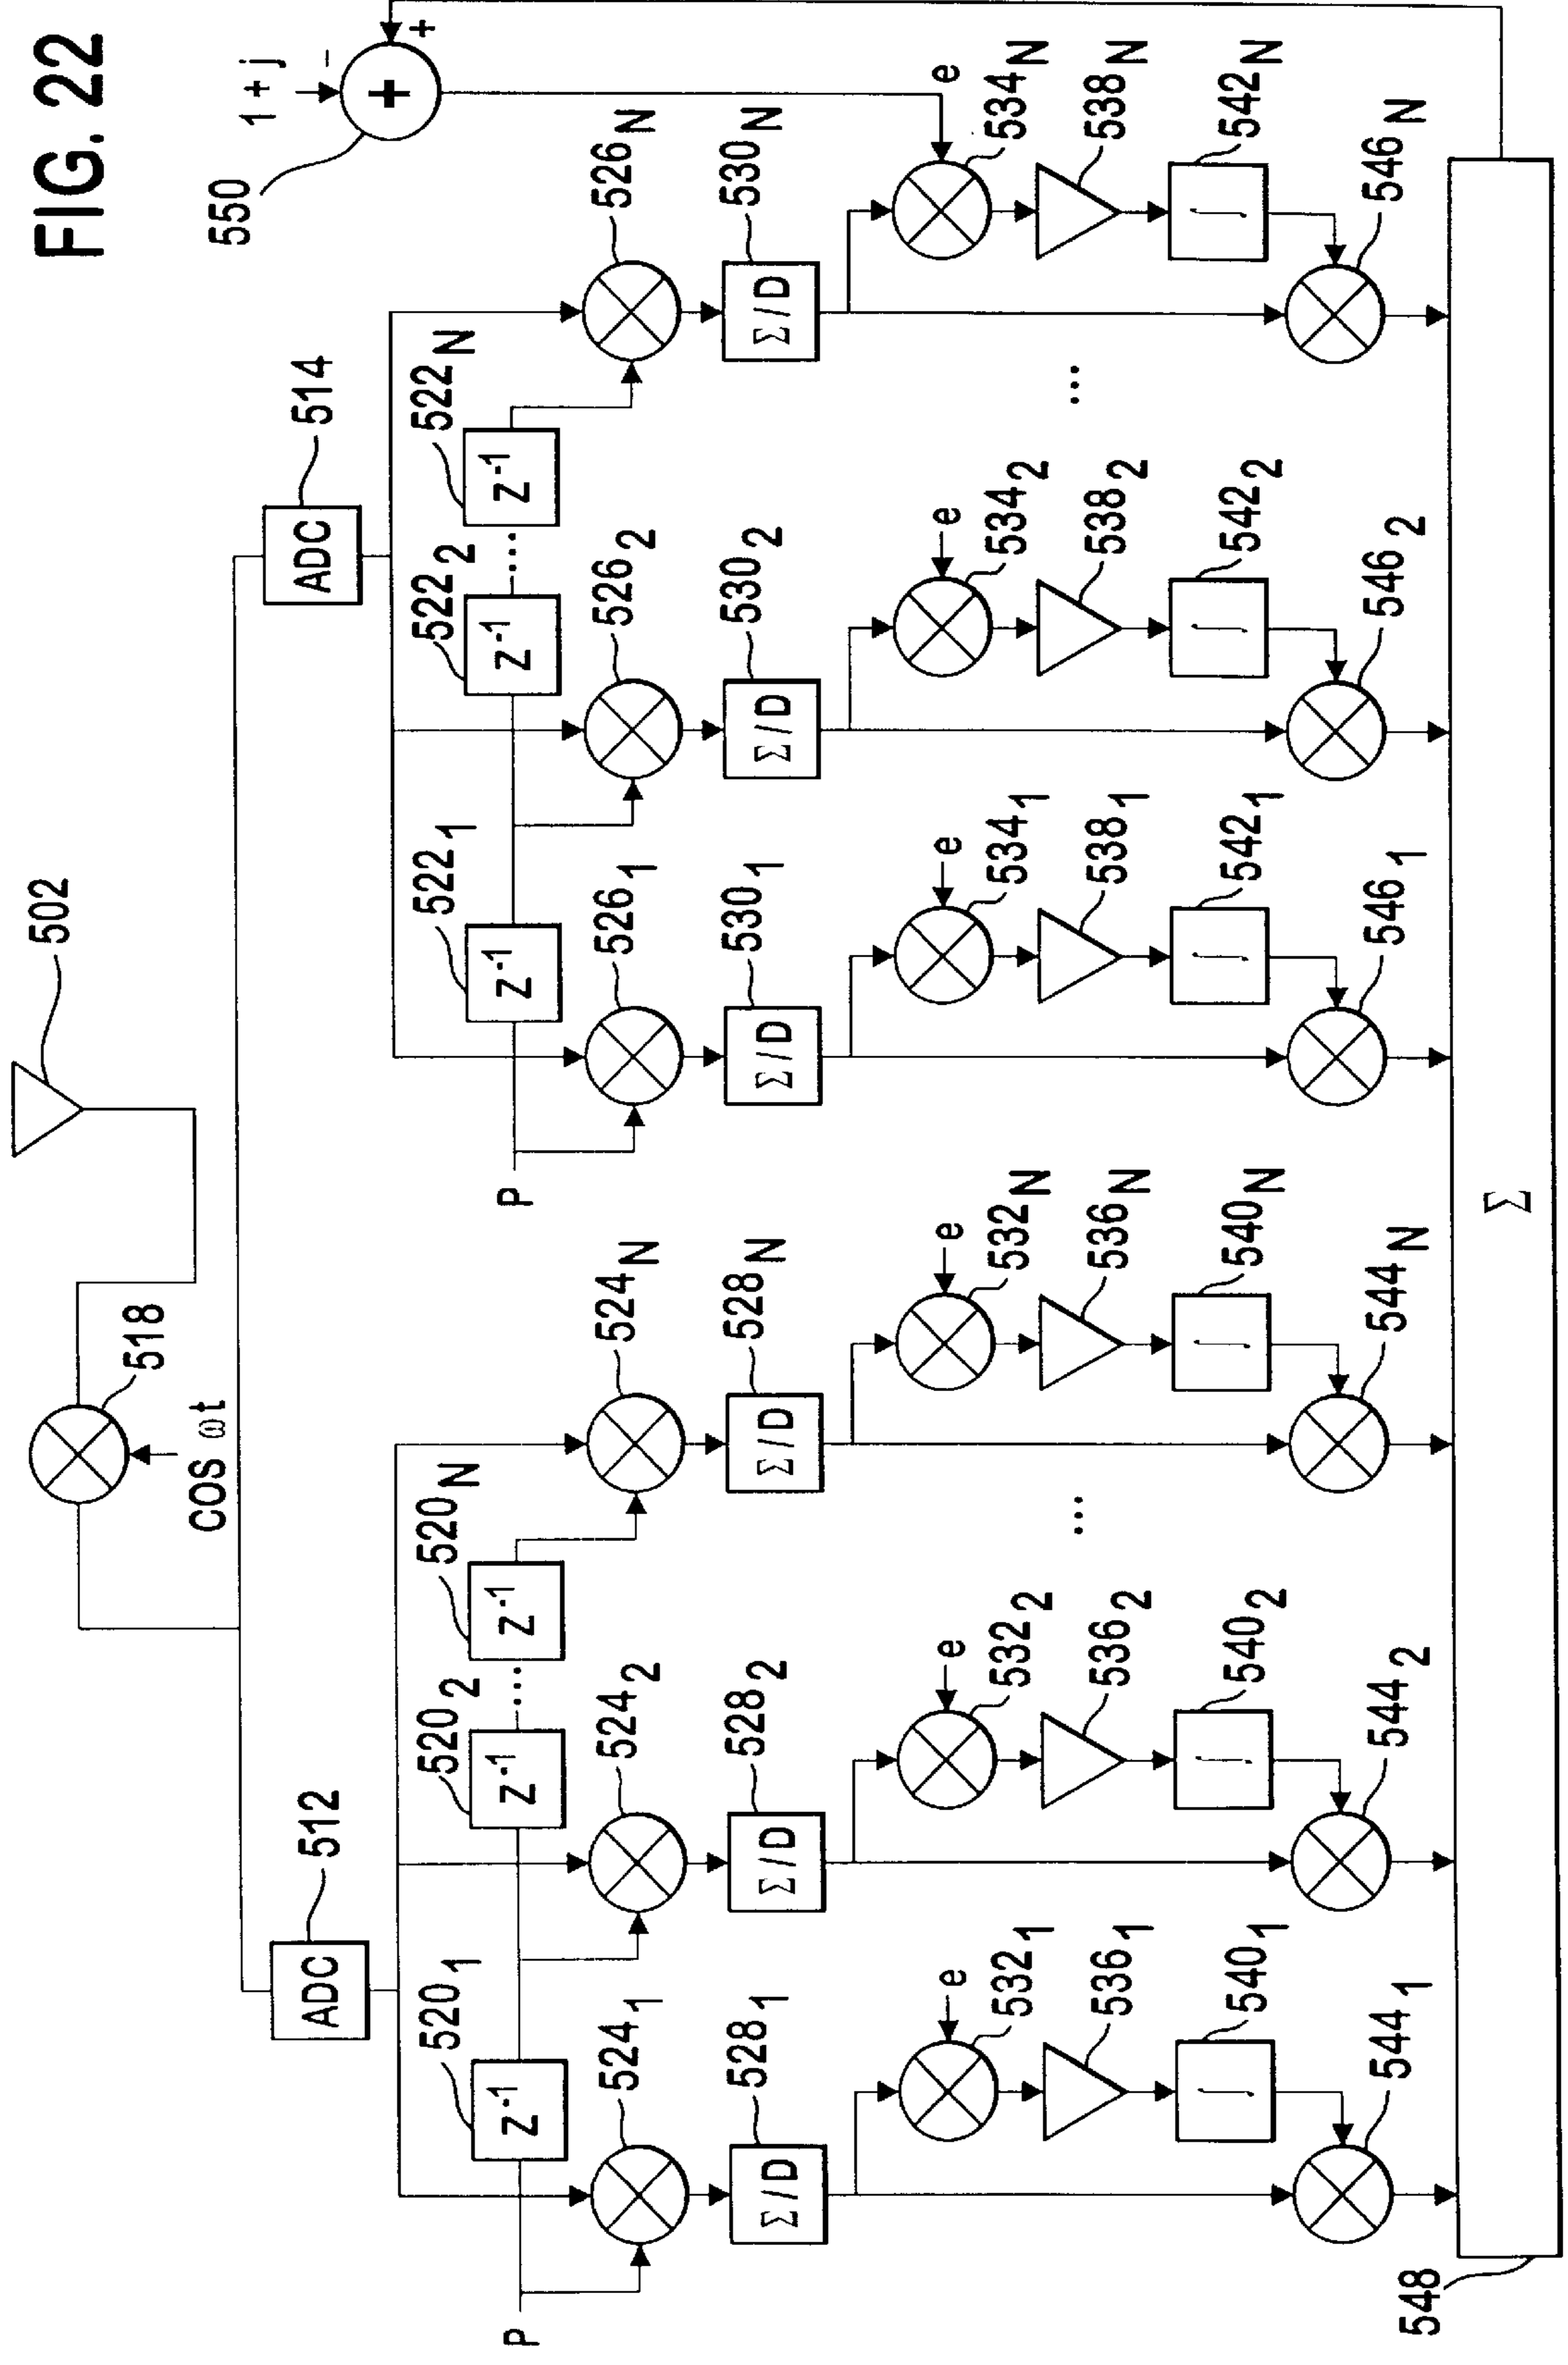 FIG. 22
502
518
COS ωt
1 + j
−
+
+
550
ADC
512
ADC
514
P
Z⁻¹
520₁
Z⁻¹
520₂
....
Z⁻¹
520N
P
Z⁻¹
522₁
Z⁻¹
522₂
....
Z⁻¹
522N
524₁
524₂
524N
526₁
526₂
526N
Σ/D
528₁
Σ/D
528₂
Σ/D
528N
Σ/D
530₁
Σ/D
530₂
Σ/D
530N
e
532₁
e
532₂
e
532N
e
534₁
e
534₂
e
534N
536₁
536₂
...
536N
538₁
538₂
...
538N
∫
540₁
∫
540₂
∫
540N
∫
542₁
∫
542₂
∫
542N
544₁
544₂
544N
546₁
546₂
546N
Σ
548